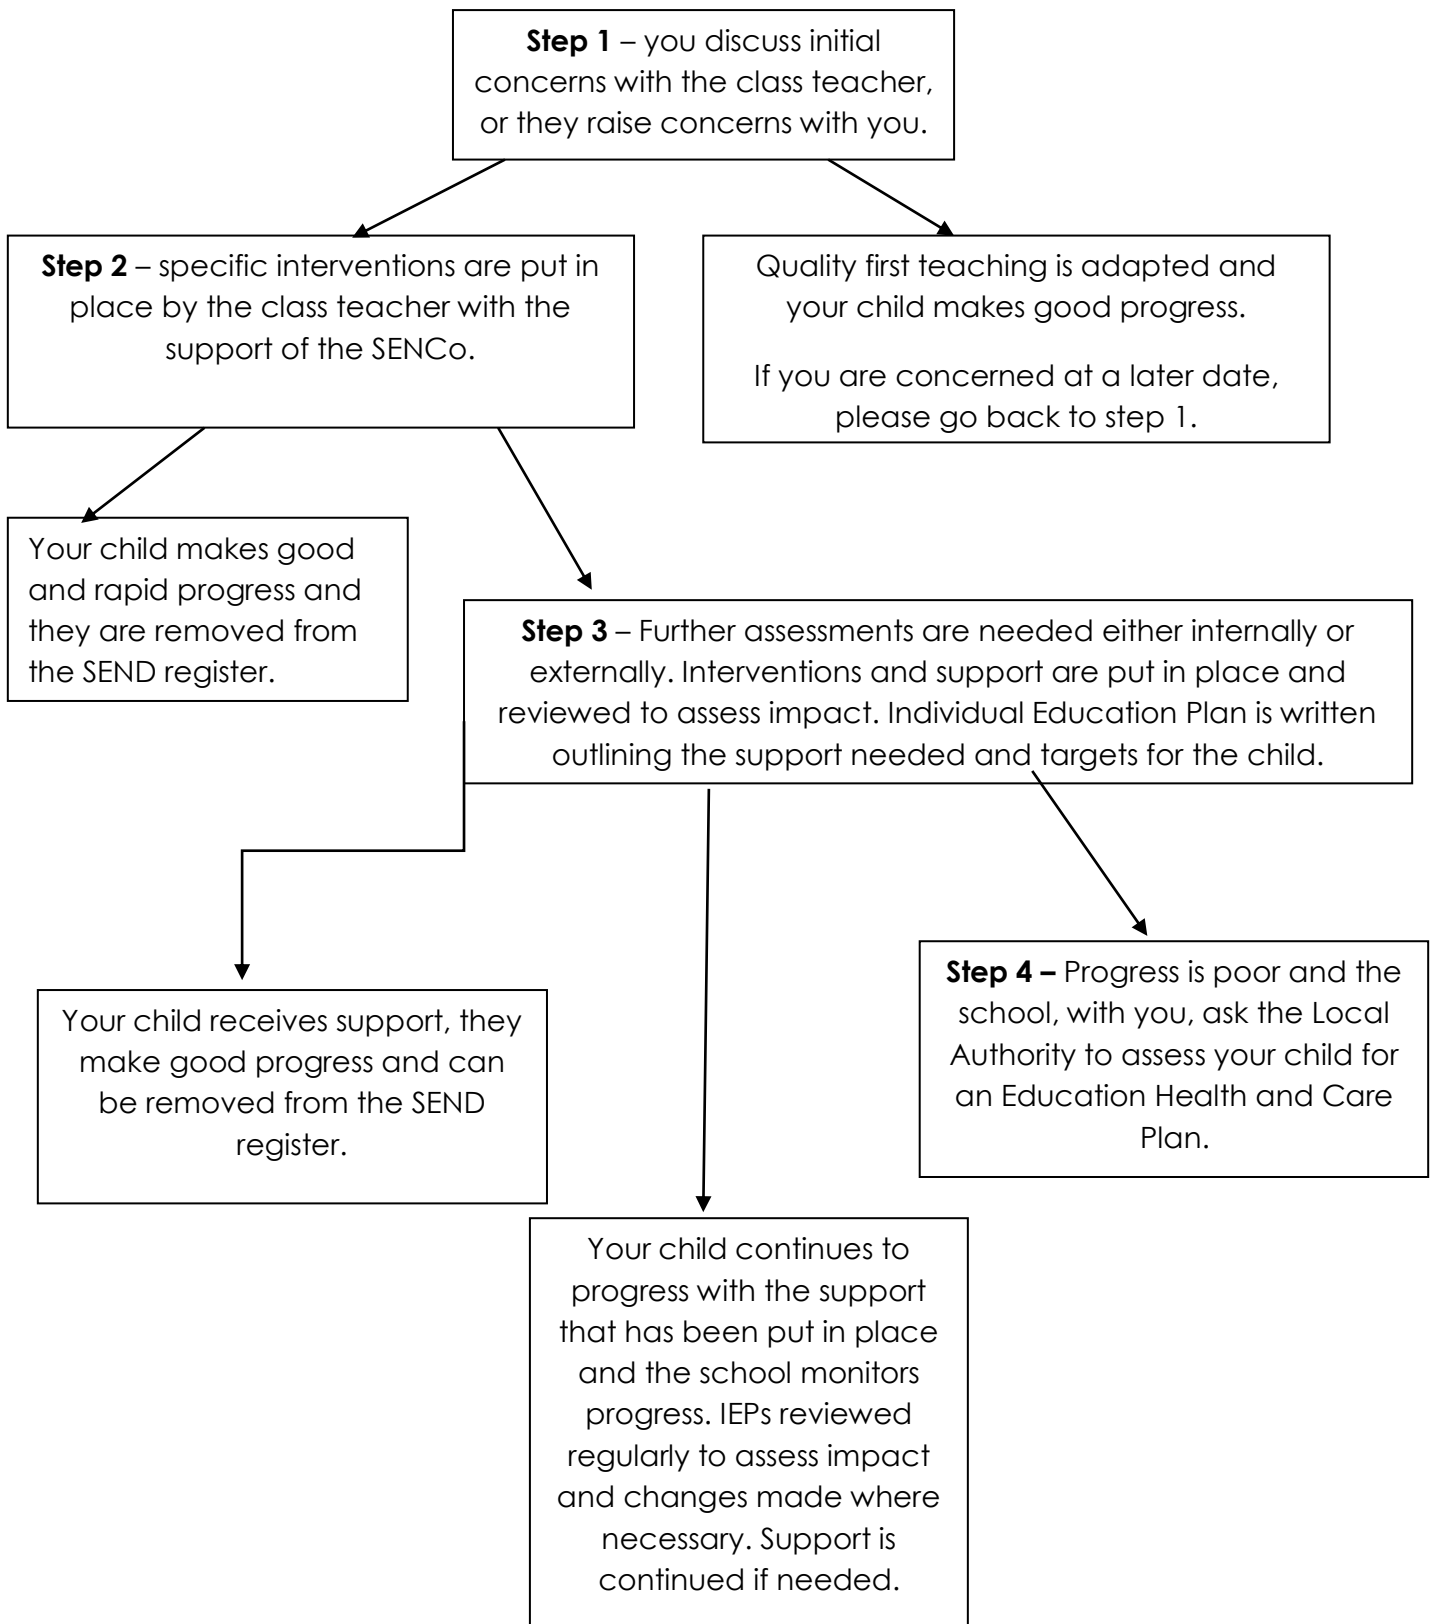 Step 1 – you discuss initial
concerns with the class teacher,
or they raise concerns with you.
Step 2 – specific interventions are put in
place by the class teacher with the
support of the SENCo.
Quality first teaching is adapted and
your child makes good progress.
If you are concerned at a later date,
please go back to step 1.
Your child makes good
and rapid progress and
they are removed from
the SEND register.
Step 3 – Further assessments are needed either internally or
externally. Interventions and support are put in place and
reviewed to assess impact. Individual Education Plan is written
outlining the support needed and targets for the child.
Your child receives support, they
make good progress and can
be removed from the SEND
register.
Step 4 – Progress is poor and the
school, with you, ask the Local
Authority to assess your child for
an Education Health and Care
Plan.
Your child continues to
progress with the support
that has been put in place
and the school monitors
progress. IEPs reviewed
regularly to assess impact
and changes made where
necessary. Support is
continued if needed.